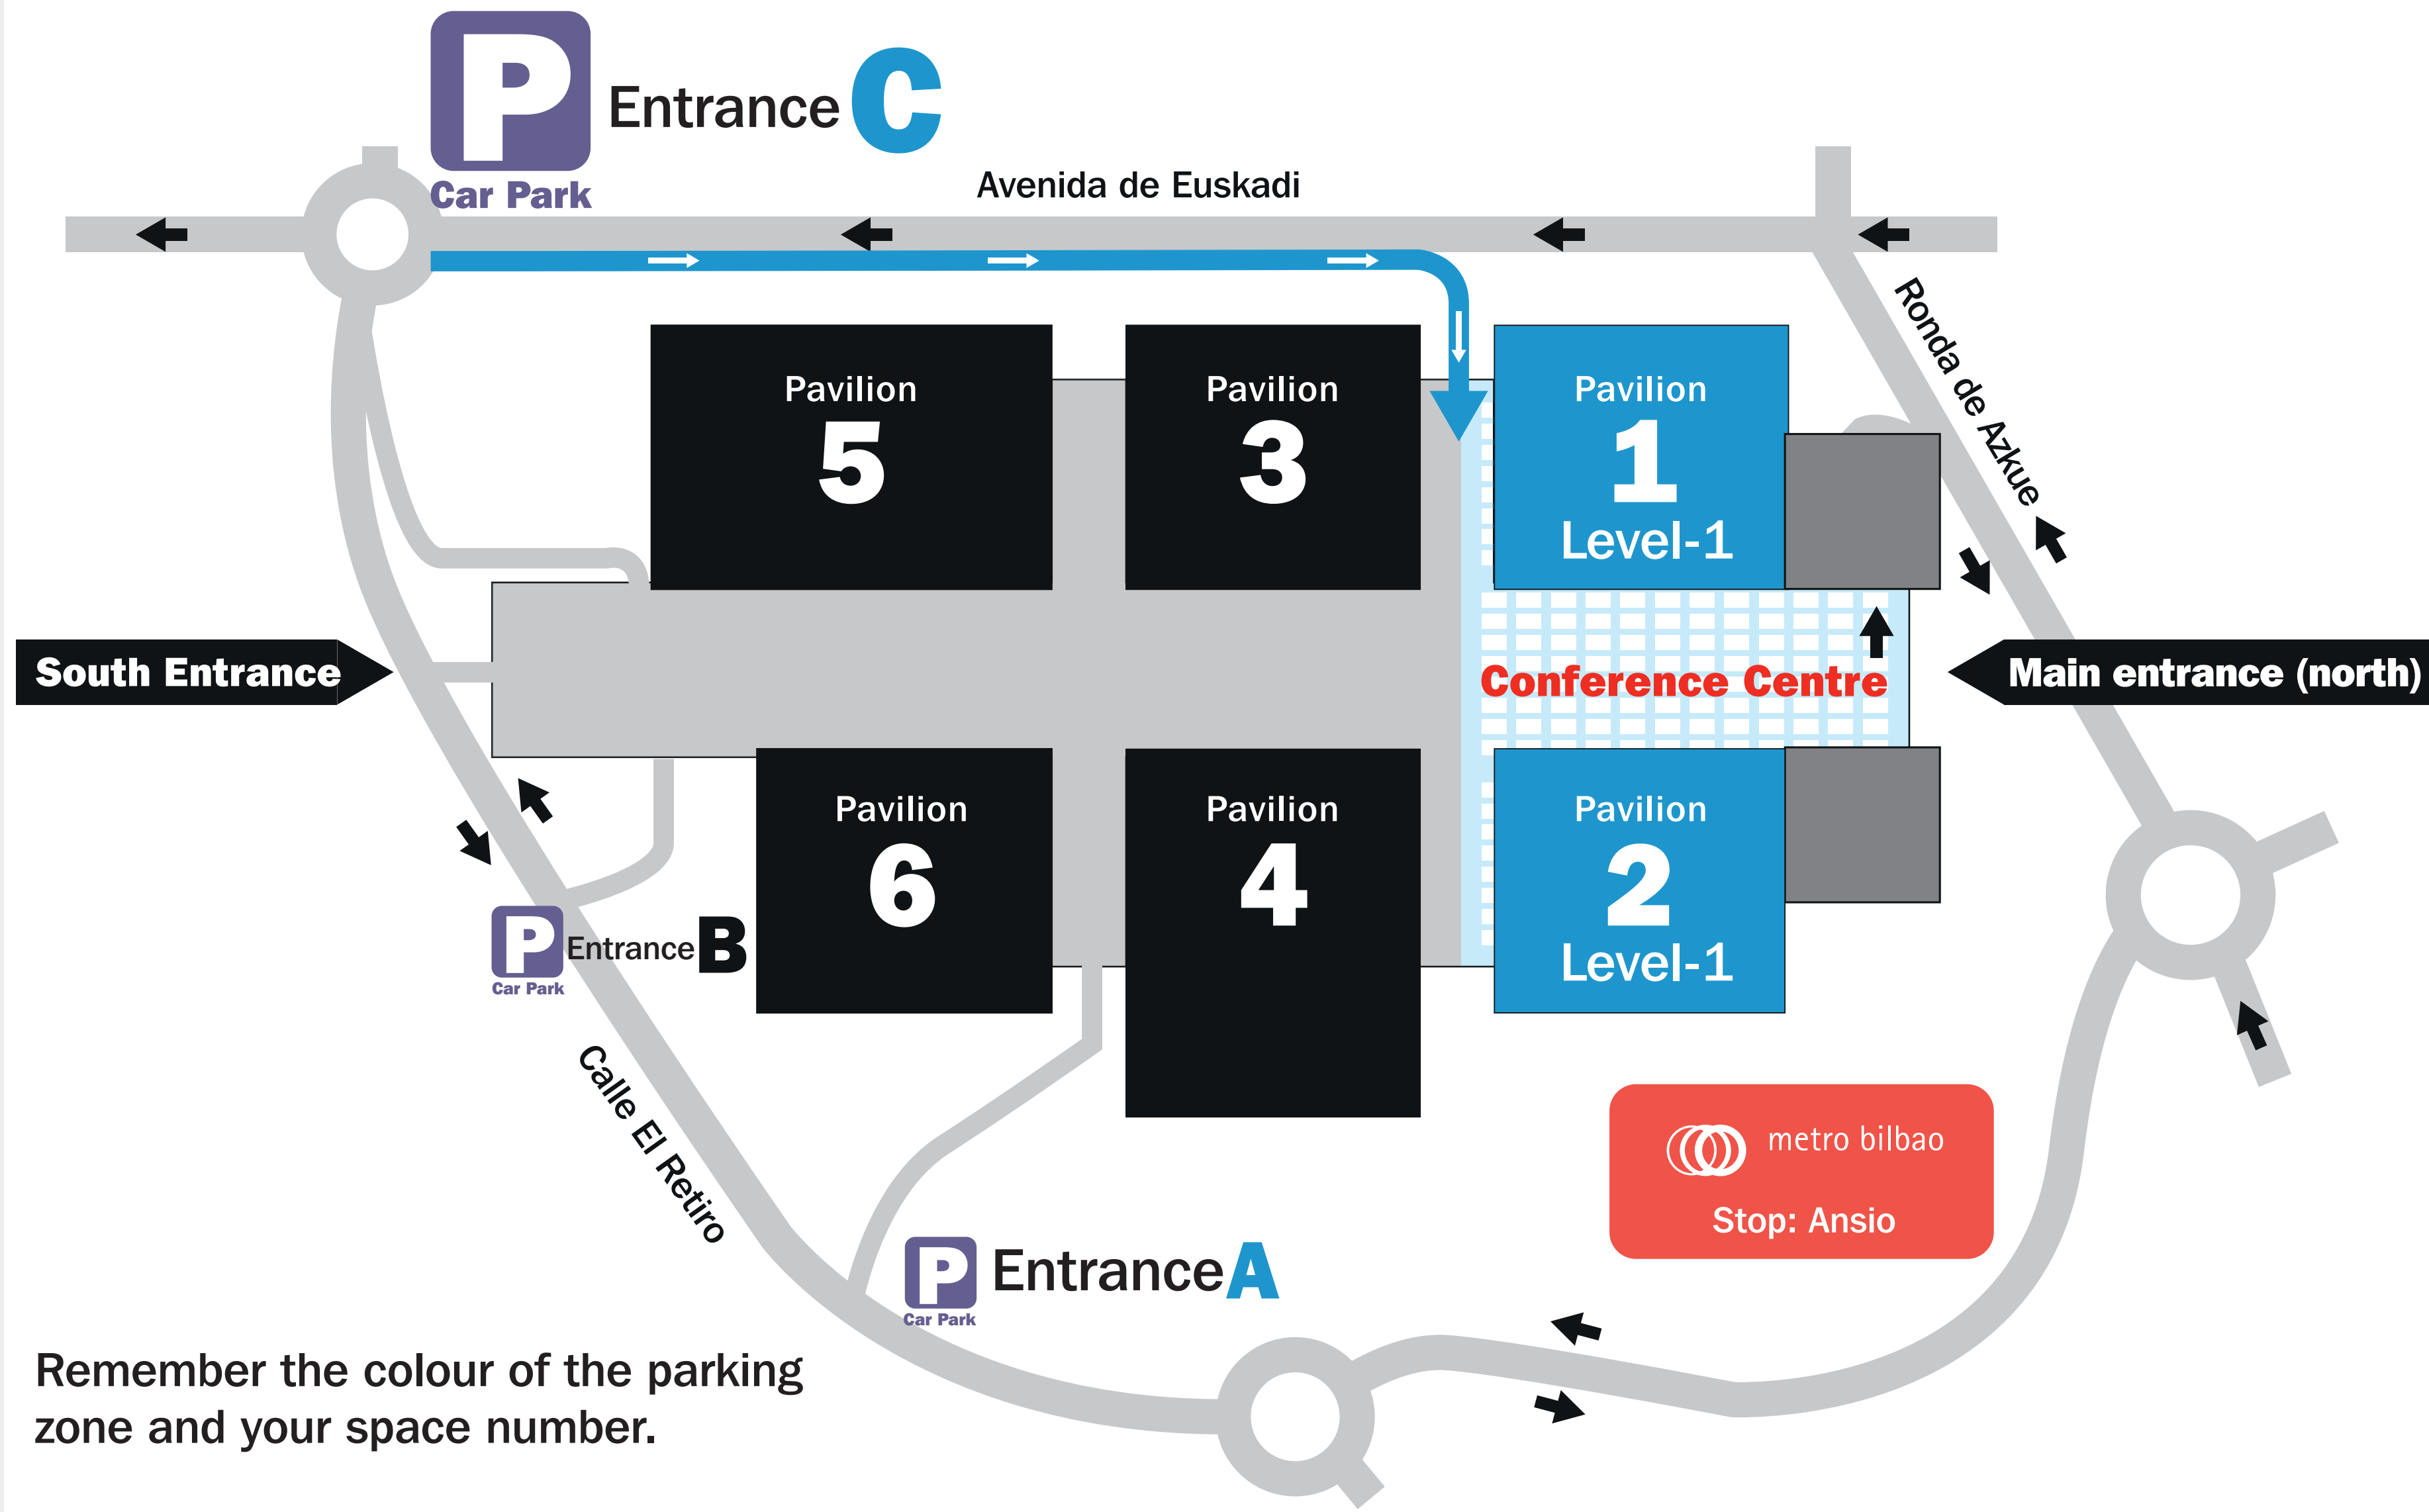 P
Car Park
Entrance C
Avenida de Euskadi
Ronda de Azkue
Pavilion
5
Pavilion
3
Pavilion
1
Level-1
South Entrance
Conference Centre
Main entrance (north)
Pavilion
6
Pavilion
4
Pavilion
2
Level-1
P
Car Park
Entrance B
Calle El Retiro
metro bilbao
Stop: Ansio
P
Car Park
Entrance A
Remember the colour of the parking
zone and your space number.